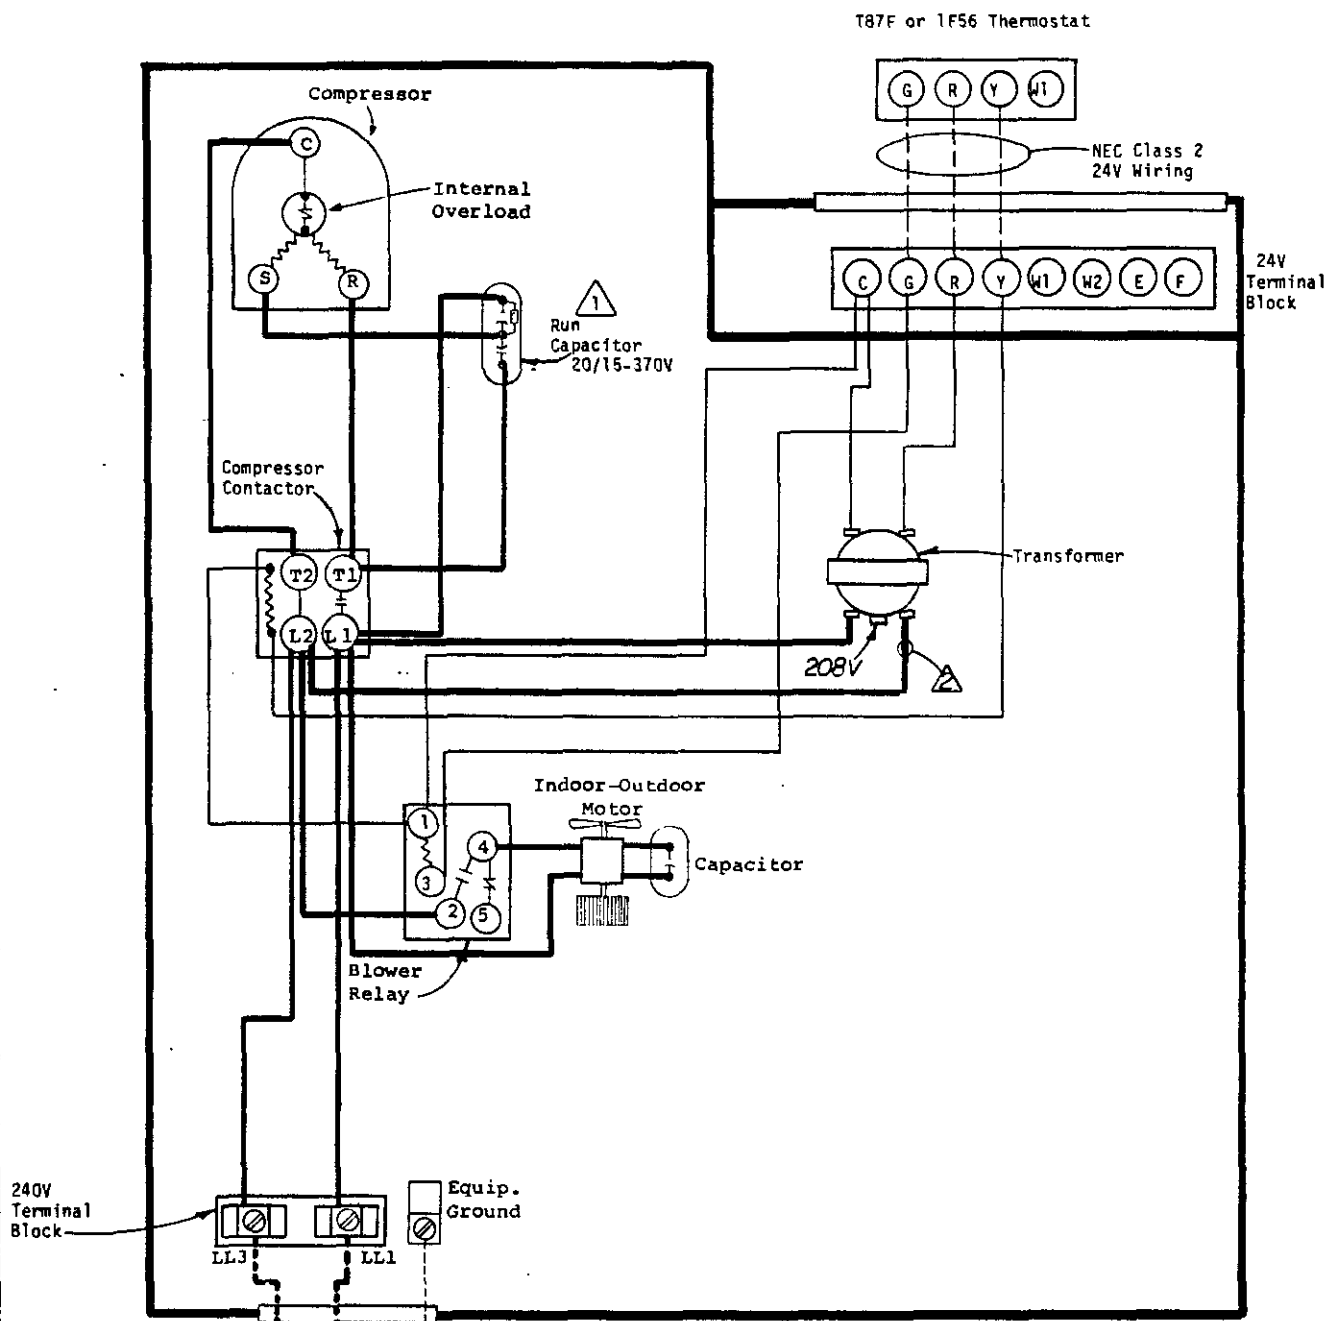 T87F or 1F56 Thermostat
G R Y W1
Compressor
NEC Class 2
24V Wiring
C
Internal
Overload
S R
C G R Y W1 W2 E F
24V
Terminal
Block
1
Run
Capacitor
20/15-370V
Compressor
Contactor
Transformer
T2 T1
L2 L1
208V
2
Indoor-Outdoor
Motor
1
4
3
2 5
Capacitor
Blower
Relay
240V
Terminal
Block
Equip.
Ground
LL3 LL1